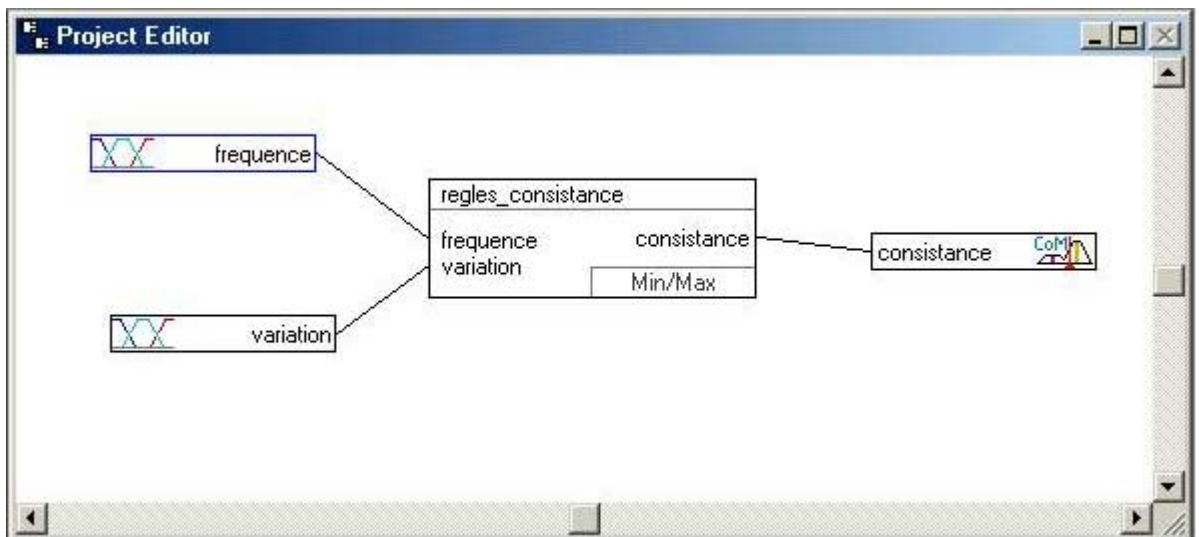 Project Editor
frequence
regles_consistance
frequence
variation
consistance
Min/Max
consistance
CoM
variation